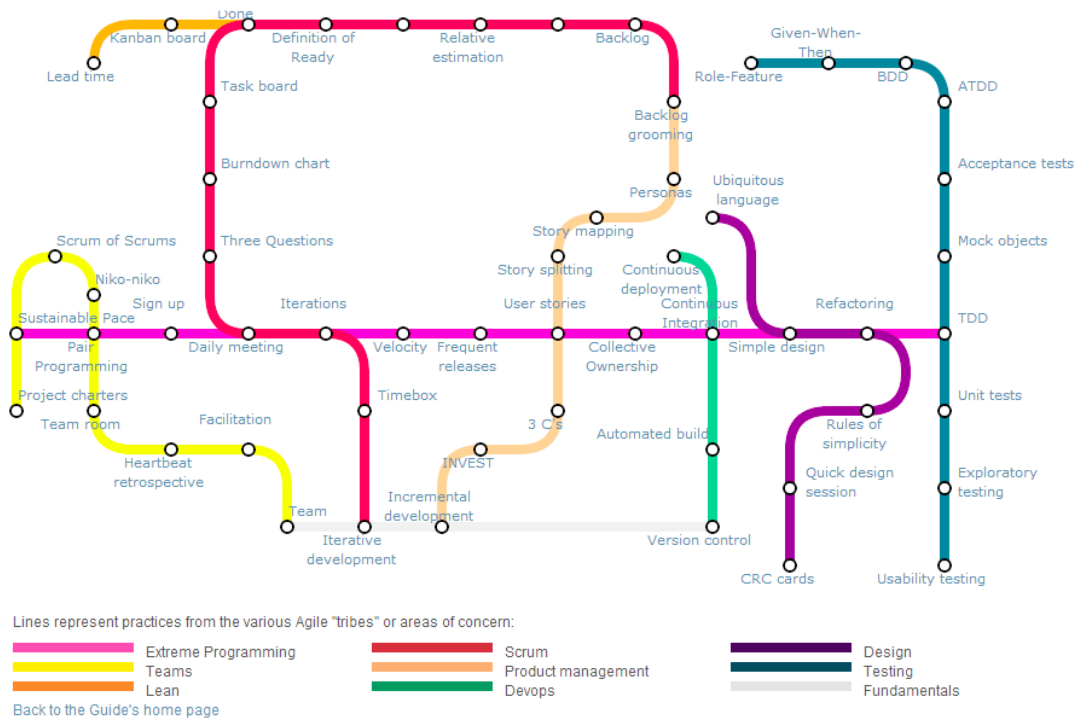 Done
Kanban board
Definition of
Ready
Relative
estimation
Backlog
Given-When-
Then
Lead time
Role-Feature
BDD
Task board
ATDD
Backlog
grooming
Burndown chart
Acceptance tests
Personas
Ubiquitous
language
Scrum of Scrums
Three Questions
Story mapping
Mock objects
Niko-niko
Story splitting
Continuous
deployment
Sign up
Iterations
User stories
Continuous
Integration
Refactoring
Sustainable Pace
TDD
Pair
Programming
Daily meeting
Velocity
Frequent
releases
Collective
Ownership
Simple design
Project charters
Timebox
Unit tests
Team room
Facilitation
3 C's
Automated build
Rules of
simplicity
Heartbeat
retrospective
INVEST
Quick design
session
Exploratory
testing
Team
Incremental
development
Iterative
development
Version control
CRC cards
Usability testing
Lines represent practices from the various Agile "tribes" or areas of concern:
Extreme Programming
Scrum
Design
Teams
Product management
Testing
Lean
Devops
Fundamentals
Back to the Guide's home page